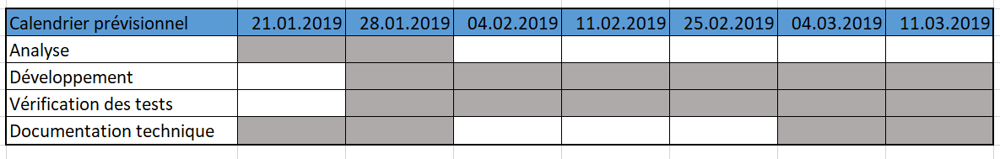 Calendrier prévisionnel 21.01.2019 28.01.2019 04.02.2019 11.02.2019 25.02.2019 04.03.2019 11.03.2019
Analyse
Développement
Vérification des tests
Documentation technique